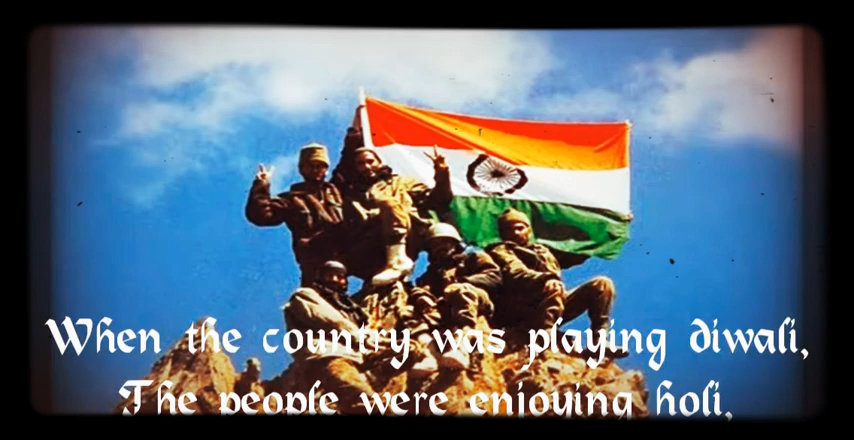 When the country was playing diwali,
The people were enjoying holi,